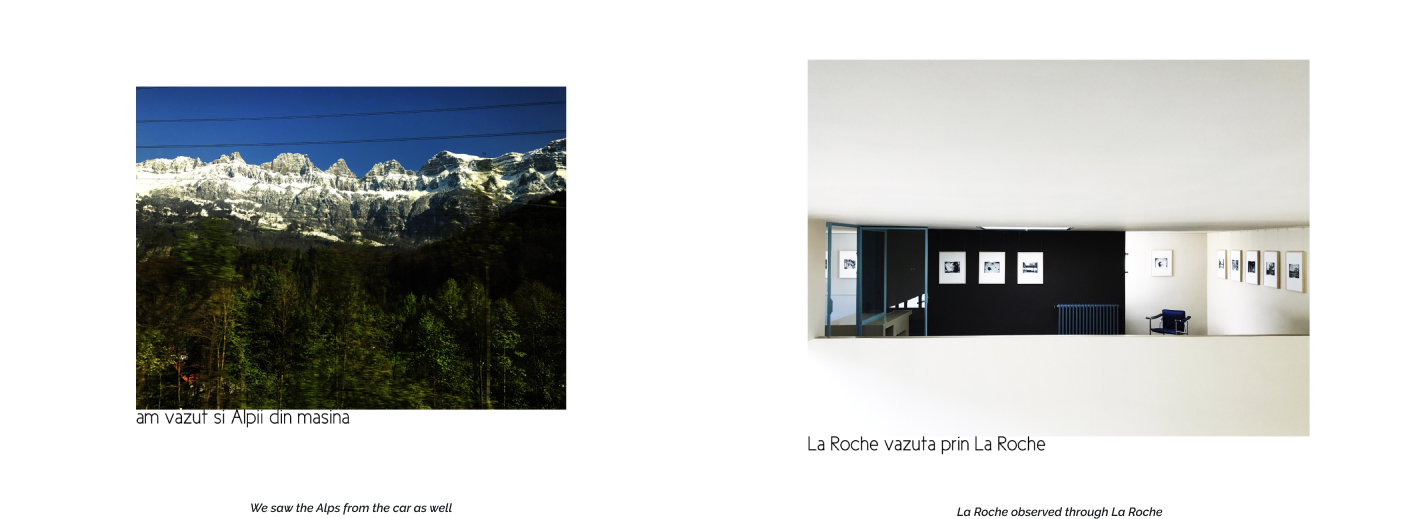 am vazut si Alpii din masina
La Roche vazuta prin La Roche
We saw the Alps from the car as well
La Roche observed through La Roche